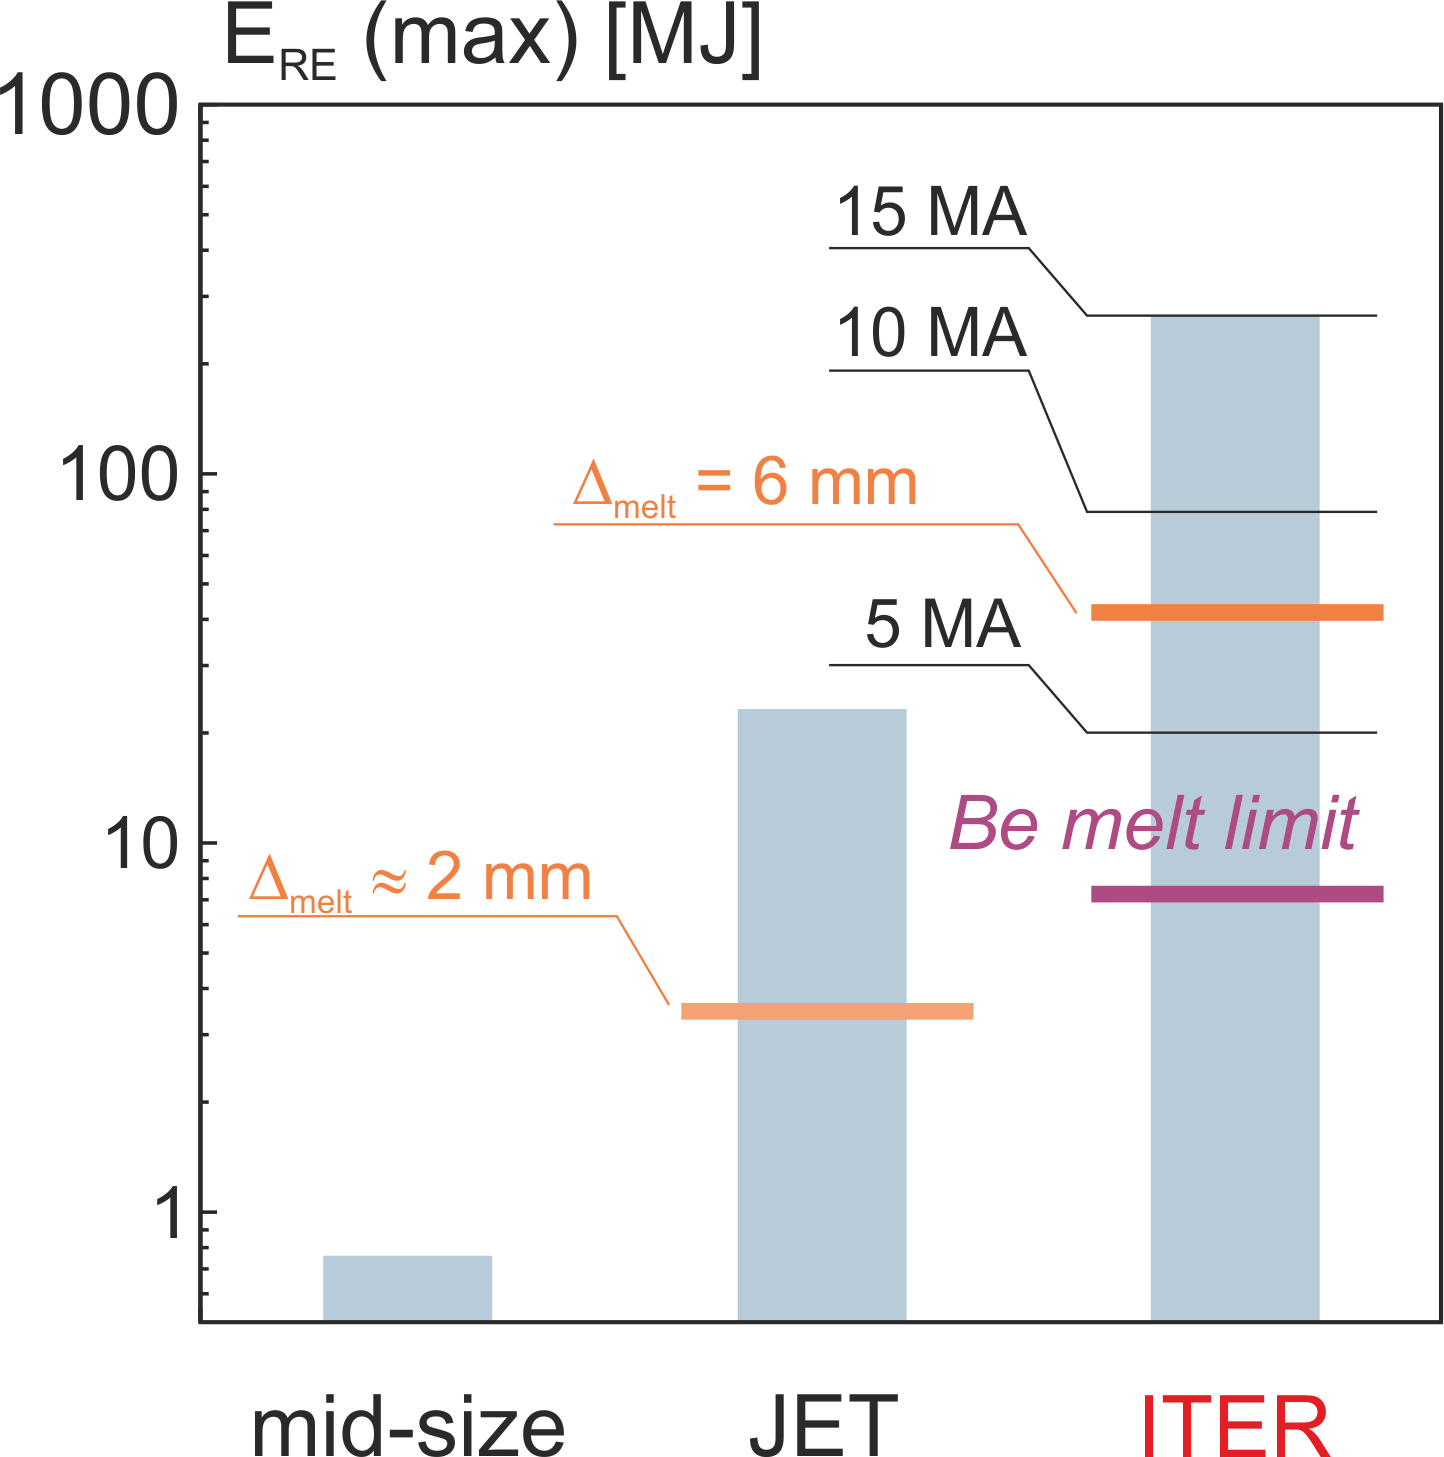 E_RE (max) [MJ]
1000
15 MA
10 MA
100
Δ_melt = 6 mm
5 MA
Be melt limit
10
Δ_melt ≈ 2 mm
1
mid-size JET ITER